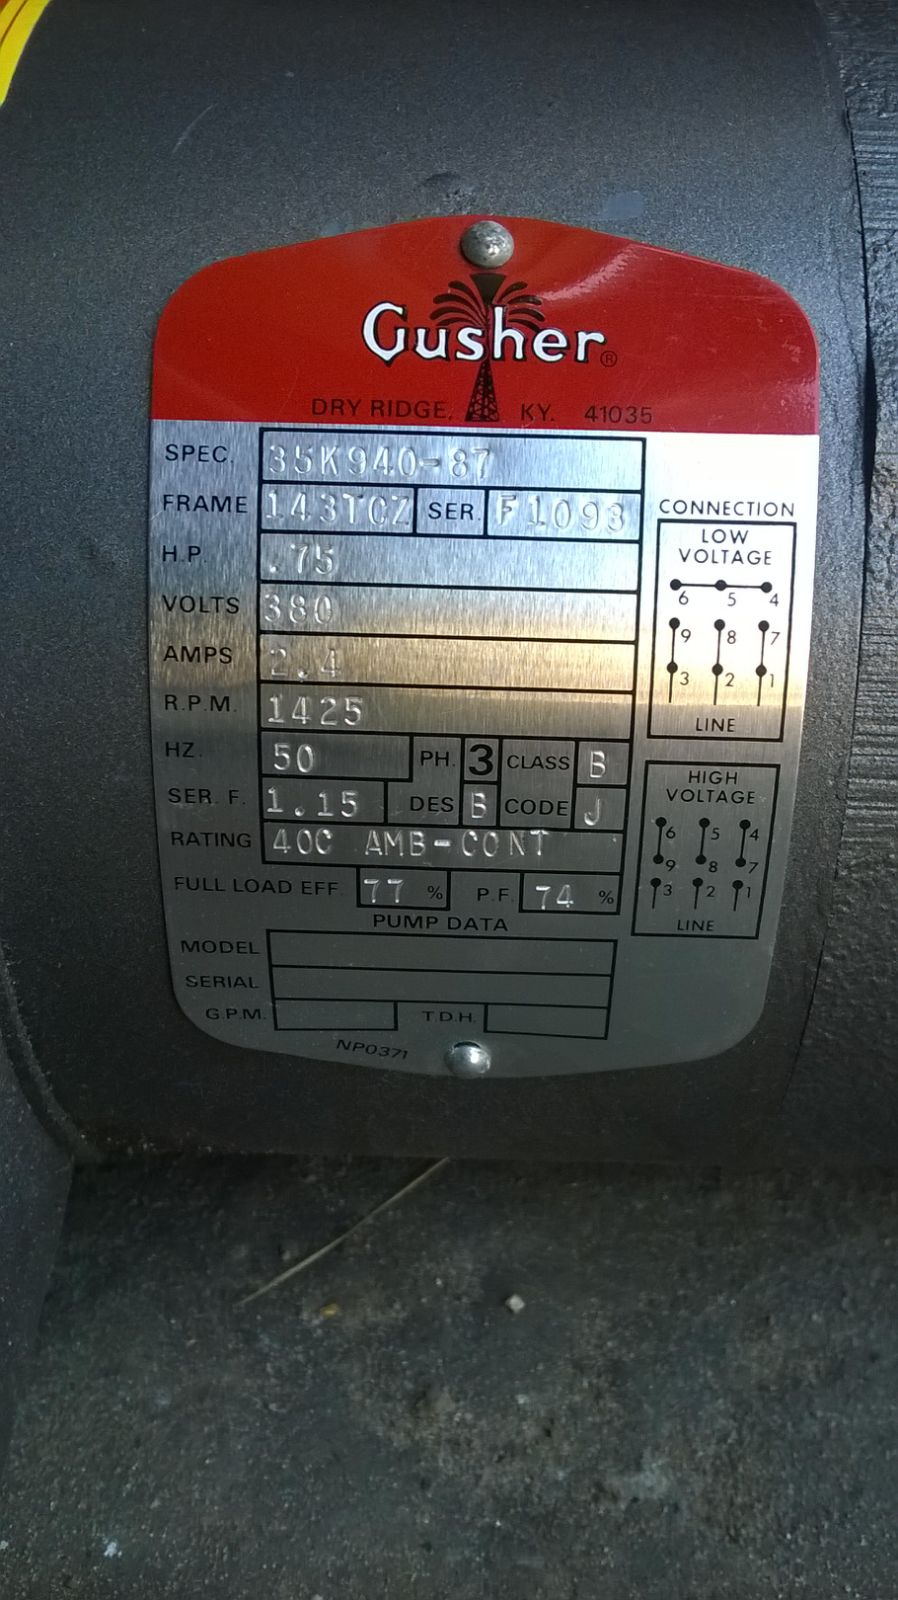 Gusher®
DRY RIDGE, KY. 41035
SPEC. 35K940-87
FRAME 143TCZ SER. F1093
H.P. .75
VOLTS 380
AMPS 2.4
R.P.M. 1425
HZ. 50 PH. 3 CLASS B
SER. F. 1.15 DES B CODE J
RATING 40C AMB-CONT
FULL LOAD EFF. 77 % P.F. 74 %
PUMP DATA
MODEL
SERIAL
G.P.M. T.D.H.
NP0371
CONNECTION
LOW
VOLTAGE
6 5 4
9 8 7
3 2 1
LINE
HIGH
VOLTAGE
6 5 4
9 8 7
3 2 1
LINE